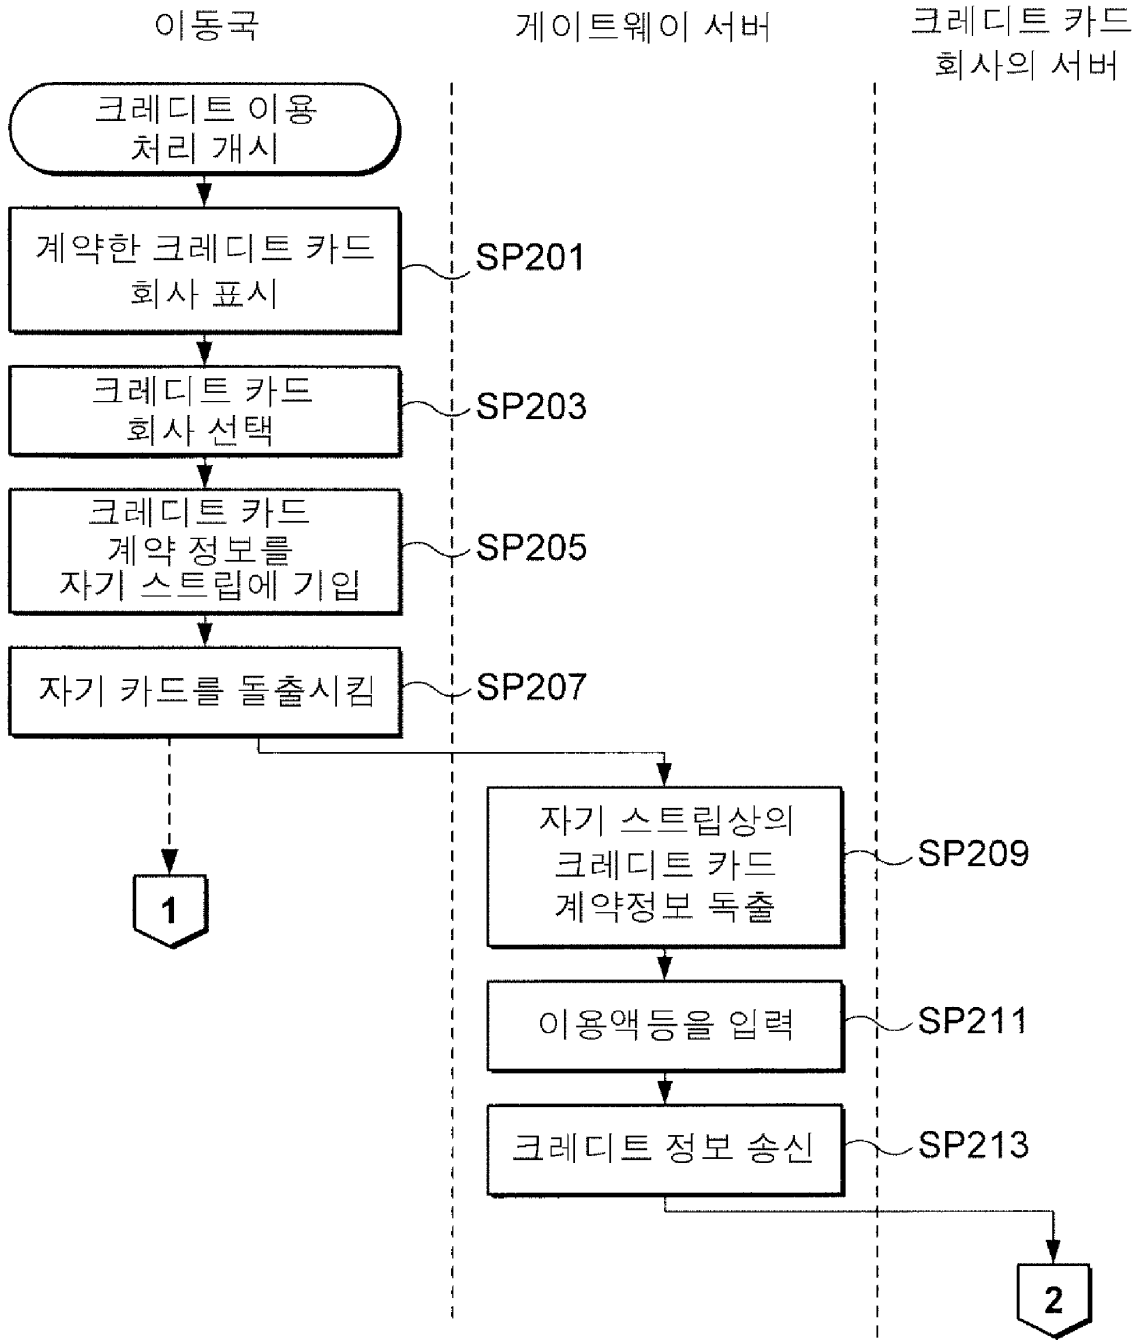 이동국
게이트웨이 서버
크레디트 카드
회사의 서버
크레디트 이용
처리 개시
계약한 크레디트 카드
회사 표시
SP201
크레디트 카드
회사 선택
SP203
크레디트 카드
계약 정보를
자기 스트립에 기입
SP205
자기 카드를 돌출시킴
SP207
1
자기 스트립상의
크레디트 카드
계약정보 독출
SP209
이용액등을 입력
SP211
크레디트 정보 송신
SP213
2